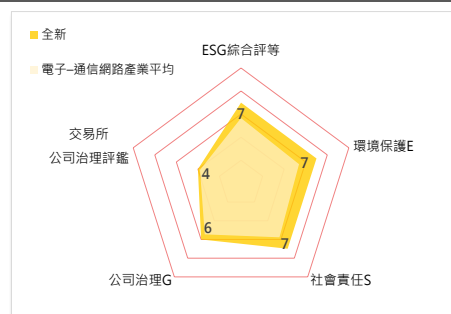 全新
電子–通信網路產業平均
ESG綜合評等
7
環境保護E
7
社會責任S
7
公司治理G
6
交易所
公司治理評鑑
4